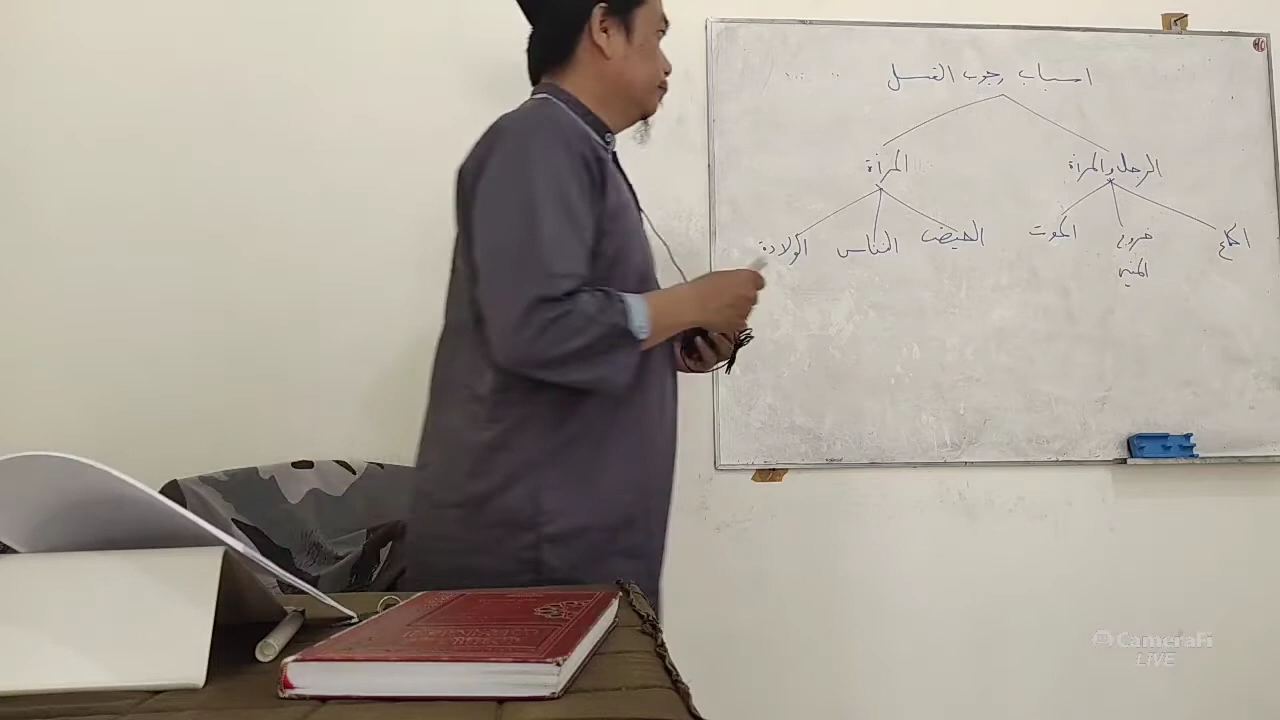 اسباب وجوب الغسل
الرجل والمرأة
المرأة
الجماع
خروج
المني
الموت
الحيض
النفاس
الولادة
CameraFi
LIVE